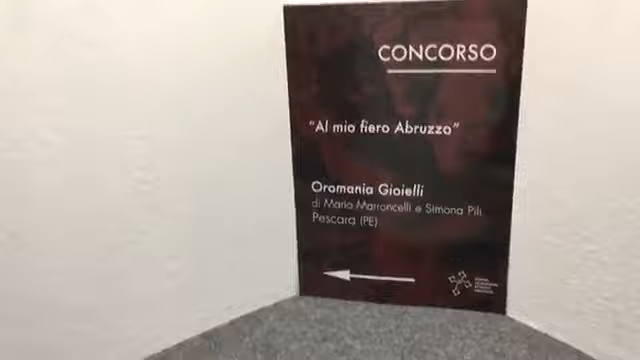 CONCORSO
"Al mio fiero Abruzzo"
Oromania Gioielli
di Mario Marroncelli e Simona Pili
Pescara (PE)